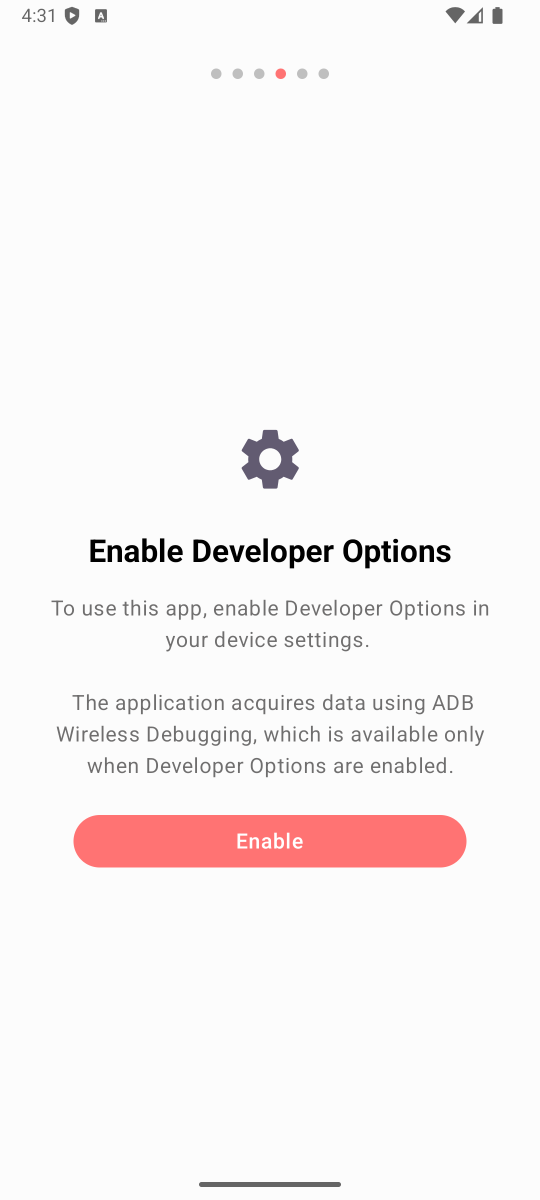 4:31
Enable Developer Options
To use this app, enable Developer Options in
your device settings.
The application acquires data using ADB
Wireless Debugging, which is available only
when Developer Options are enabled.
Enable